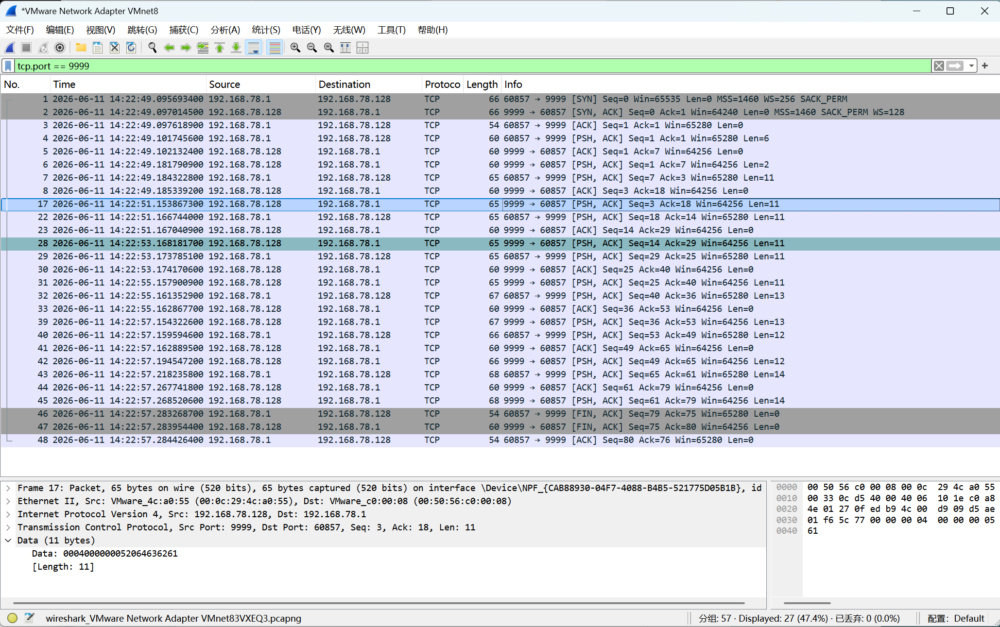 *VMware Network Adapter VMnet8
文件(F) 编辑(E) 视图(V) 跳转(G) 捕获(C) 分析(A) 统计(S) 电话(Y) 无线(W) 工具(T) 帮助(H)
tcp.port == 9999
No. Time Source Destination Protoco Length Info
1 2026-06-11 14:22:49.095693400 192.168.78.1 192.168.78.128 TCP 66 60857 → 9999 [SYN] Seq=0 Win=65535 Len=0 MSS=1460 WS=256 SACK_PERM
2 2026-06-11 14:22:49.097014500 192.168.78.128 192.168.78.1 TCP 66 9999 → 60857 [SYN, ACK] Seq=0 Ack=1 Win=64240 Len=0 MSS=1460 SACK_PERM WS=128
3 2026-06-11 14:22:49.097618900 192.168.78.1 192.168.78.128 TCP 54 60857 → 9999 [ACK] Seq=1 Ack=1 Win=65280 Len=0
4 2026-06-11 14:22:49.101745600 192.168.78.1 192.168.78.128 TCP 60 60857 → 9999 [PSH, ACK] Seq=1 Ack=1 Win=65280 Len=6
5 2026-06-11 14:22:49.102132400 192.168.78.128 192.168.78.1 TCP 60 9999 → 60857 [ACK] Seq=1 Ack=7 Win=64256 Len=0
6 2026-06-11 14:22:49.181790900 192.168.78.128 192.168.78.1 TCP 60 9999 → 60857 [PSH, ACK] Seq=1 Ack=7 Win=64256 Len=2
7 2026-06-11 14:22:49.184322800 192.168.78.1 192.168.78.128 TCP 65 60857 → 9999 [PSH, ACK] Seq=7 Ack=3 Win=65280 Len=11
8 2026-06-11 14:22:49.185339200 192.168.78.128 192.168.78.1 TCP 60 9999 → 60857 [ACK] Seq=3 Ack=18 Win=64256 Len=0
17 2026-06-11 14:22:51.153867300 192.168.78.128 192.168.78.1 TCP 65 9999 → 60857 [PSH, ACK] Seq=3 Ack=18 Win=64256 Len=11
22 2026-06-11 14:22:51.166744000 192.168.78.1 192.168.78.128 TCP 65 60857 → 9999 [PSH, ACK] Seq=18 Ack=14 Win=65280 Len=11
23 2026-06-11 14:22:51.167040900 192.168.78.128 192.168.78.1 TCP 60 9999 → 60857 [ACK] Seq=14 Ack=29 Win=64256 Len=0
28 2026-06-11 14:22:53.168181700 192.168.78.128 192.168.78.1 TCP 65 9999 → 60857 [PSH, ACK] Seq=14 Ack=29 Win=64256 Len=11
29 2026-06-11 14:22:53.173785100 192.168.78.1 192.168.78.128 TCP 65 60857 → 9999 [PSH, ACK] Seq=29 Ack=25 Win=65280 Len=11
30 2026-06-11 14:22:53.174170600 192.168.78.128 192.168.78.1 TCP 60 9999 → 60857 [ACK] Seq=25 Ack=40 Win=64256 Len=0
31 2026-06-11 14:22:55.157900900 192.168.78.128 192.168.78.1 TCP 65 9999 → 60857 [PSH, ACK] Seq=25 Ack=40 Win=64256 Len=11
32 2026-06-11 14:22:55.161352900 192.168.78.1 192.168.78.128 TCP 67 60857 → 9999 [PSH, ACK] Seq=40 Ack=36 Win=65280 Len=13
33 2026-06-11 14:22:55.162867700 192.168.78.128 192.168.78.1 TCP 60 9999 → 60857 [ACK] Seq=36 Ack=53 Win=64256 Len=0
39 2026-06-11 14:22:57.154322600 192.168.78.128 192.168.78.1 TCP 67 9999 → 60857 [PSH, ACK] Seq=36 Ack=53 Win=64256 Len=13
40 2026-06-11 14:22:57.159594600 192.168.78.1 192.168.78.128 TCP 66 60857 → 9999 [PSH, ACK] Seq=53 Ack=49 Win=65280 Len=12
41 2026-06-11 14:22:57.162889500 192.168.78.128 192.168.78.1 TCP 60 9999 → 60857 [ACK] Seq=49 Ack=65 Win=64256 Len=0
42 2026-06-11 14:22:57.194547200 192.168.78.128 192.168.78.1 TCP 66 9999 → 60857 [PSH, ACK] Seq=49 Ack=65 Win=64256 Len=12
43 2026-06-11 14:22:57.218235800 192.168.78.1 192.168.78.128 TCP 68 60857 → 9999 [PSH, ACK] Seq=65 Ack=61 Win=65280 Len=14
44 2026-06-11 14:22:57.267741800 192.168.78.128 192.168.78.1 TCP 60 9999 → 60857 [ACK] Seq=61 Ack=79 Win=64256 Len=0
45 2026-06-11 14:22:57.268520600 192.168.78.128 192.168.78.1 TCP 68 9999 → 60857 [PSH, ACK] Seq=61 Ack=79 Win=64256 Len=14
46 2026-06-11 14:22:57.283268700 192.168.78.1 192.168.78.128 TCP 54 60857 → 9999 [FIN, ACK] Seq=79 Ack=75 Win=65280 Len=0
47 2026-06-11 14:22:57.283954400 192.168.78.128 192.168.78.1 TCP 60 9999 → 60857 [FIN, ACK] Seq=75 Ack=80 Win=64256 Len=0
48 2026-06-11 14:22:57.284426400 192.168.78.1 192.168.78.128 TCP 54 60857 → 9999 [ACK] Seq=80 Ack=76 Win=65280 Len=0
Frame 17: Packet, 65 bytes on wire (520 bits), 65 bytes captured (520 bits) on interface \Device\NPF_{CAB88930-04F7-4088-B4B5-521775D05B1B}, id
Ethernet II, Src: VMware_4c:a0:55 (00:0c:29:4c:a0:55), Dst: VMware_c0:00:08 (00:50:56:c0:00:08)
Internet Protocol Version 4, Src: 192.168.78.128, Dst: 192.168.78.1
Transmission Control Protocol, Src Port: 9999, Dst Port: 60857, Seq: 3, Ack: 18, Len: 11
Data (11 bytes)
Data: 0004000000052064636261
[Length: 11]
0000 00 50 56 c0 00 08 00 0c 29 4c a0 55
0010 00 33 0c d5 40 00 40 06 10 1e c0 a8
0020 4e 01 27 0f ed b9 4c 00 d9 09 d5 ae
0030 01 f6 5c 77 00 00 00 04 00 00 00 05
0040 61
wireshark_VMware Network Adapter VMnet83VXEQ3.pcapng
分组: 57 · Displayed: 27 (47.4%) · 已丢弃: 0 (0.0%)
配置: Default